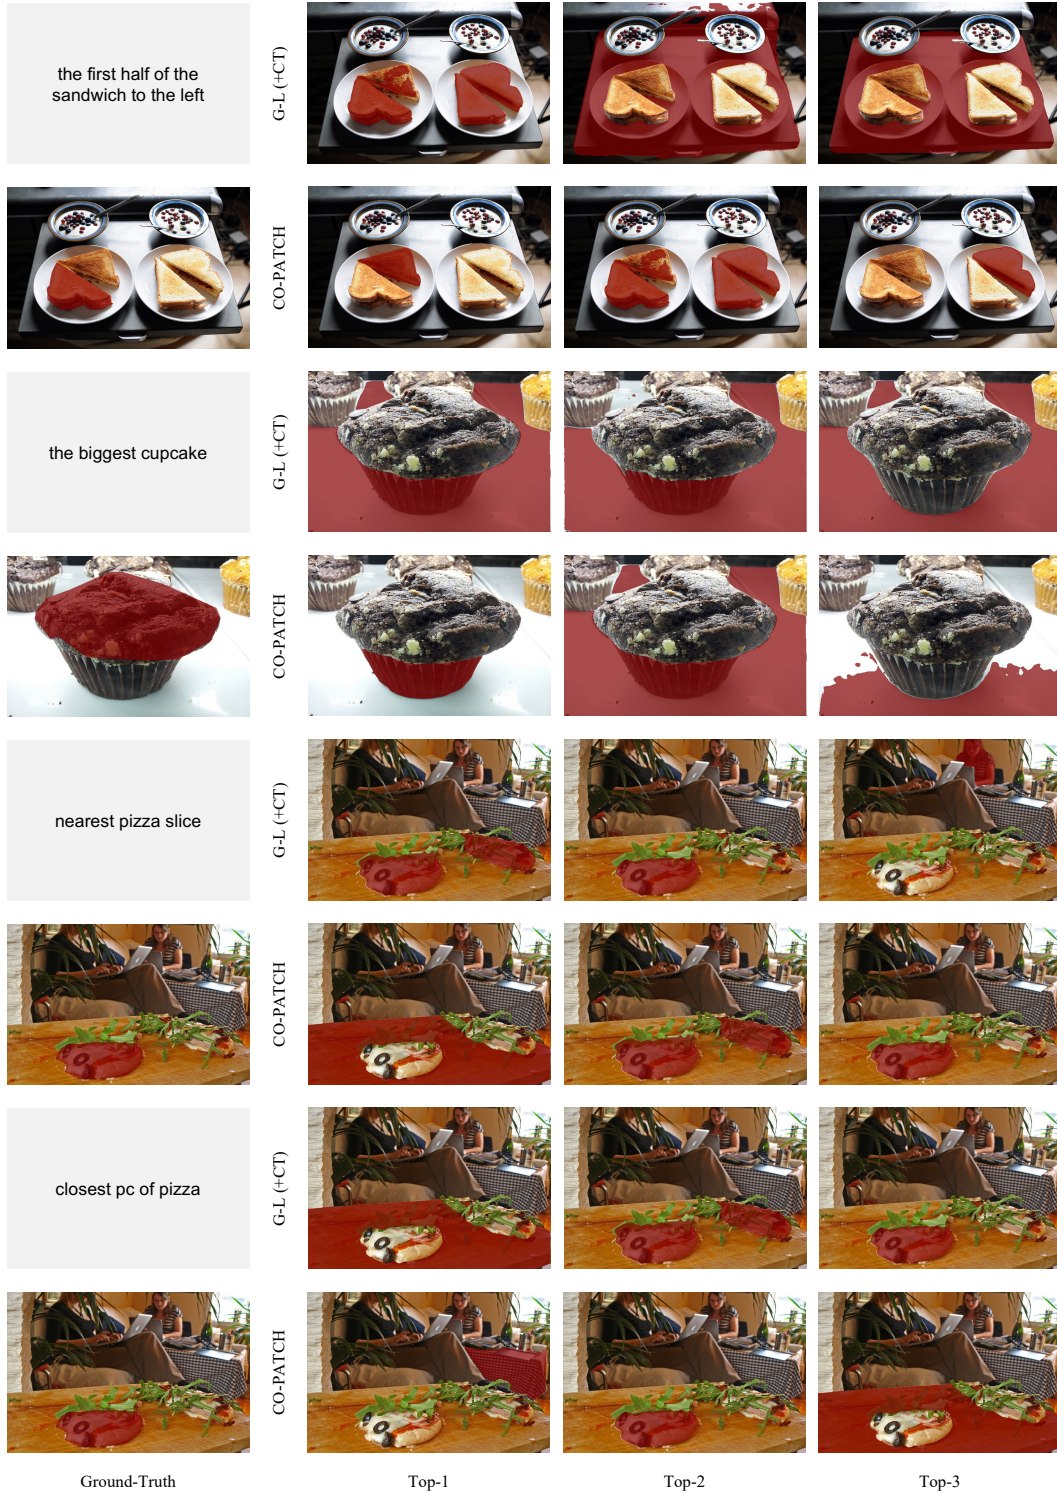 the first half of the
sandwich to the left
G-L (+CT)
CO-PATCH
the biggest cupcake
G-L (+CT)
CO-PATCH
nearest pizza slice
G-L (+CT)
CO-PATCH
closest pc of pizza
G-L (+CT)
CO-PATCH
Ground-Truth
Top-1
Top-2
Top-3